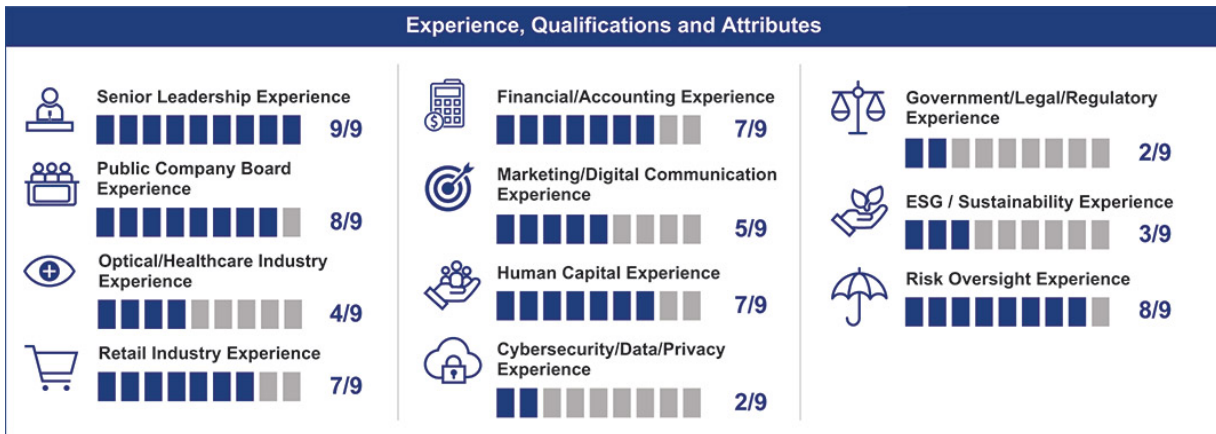 Experience, Qualifications and Attributes
Senior Leadership Experience
9/9
Public Company Board
Experience
8/9
Optical/Healthcare Industry
Experience
4/9
Retail Industry Experience
7/9
Financial/Accounting Experience
$
7/9
Marketing/Digital Communication
Experience
5/9
Human Capital Experience
7/9
Cybersecurity/Data/Privacy
Experience
2/9
Government/Legal/Regulatory
Experience
2/9
ESG / Sustainability Experience
3/9
Risk Oversight Experience
8/9